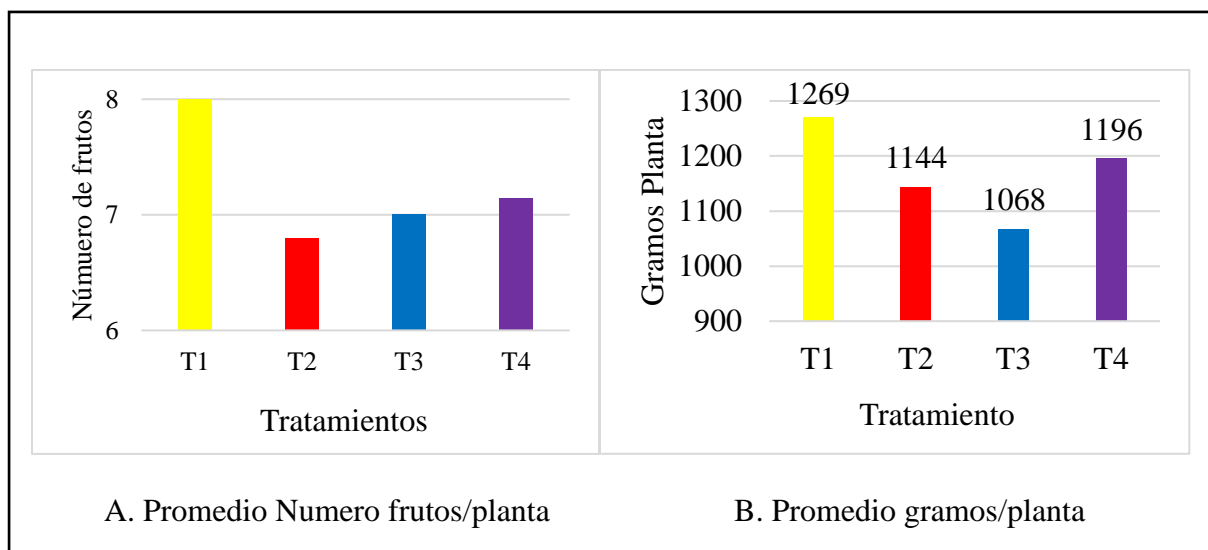 8
7
6
Númuero de frutos
T1 T2 T3 T4
Tratamientos
1300
1200
1100
1000
900
Gramos Planta
1269
1144
1068
1196
T1 T2 T3 T4
Tratamiento
A. Promedio Numero frutos/planta
B. Promedio gramos/planta